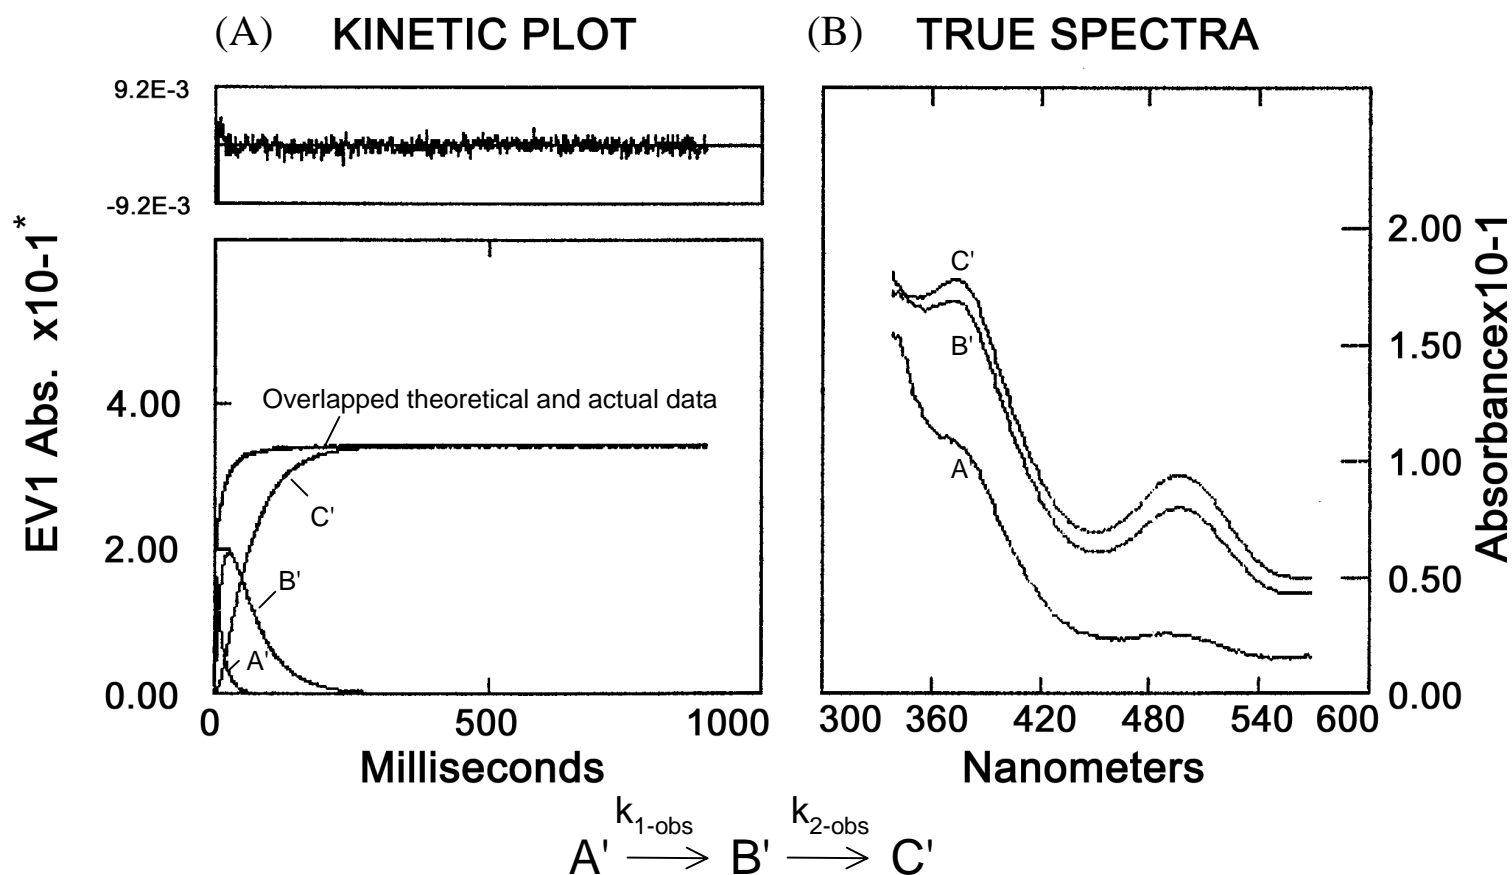 (A) KINETIC PLOT
9.2E-3
-9.2E-3
EV1 Abs. x10-1*
4.00
2.00
0.00
Overlapped theoretical and actual data
C'
B'
A'
0 500 1000
Milliseconds
(B) TRUE SPECTRA
C'
B'
A'
2.00
1.50
1.00
0.50
0.00
Absorbancex10-1
300 360 420 480 540 600
Nanometers
k1-obs k2-obs
A' → B' → C'